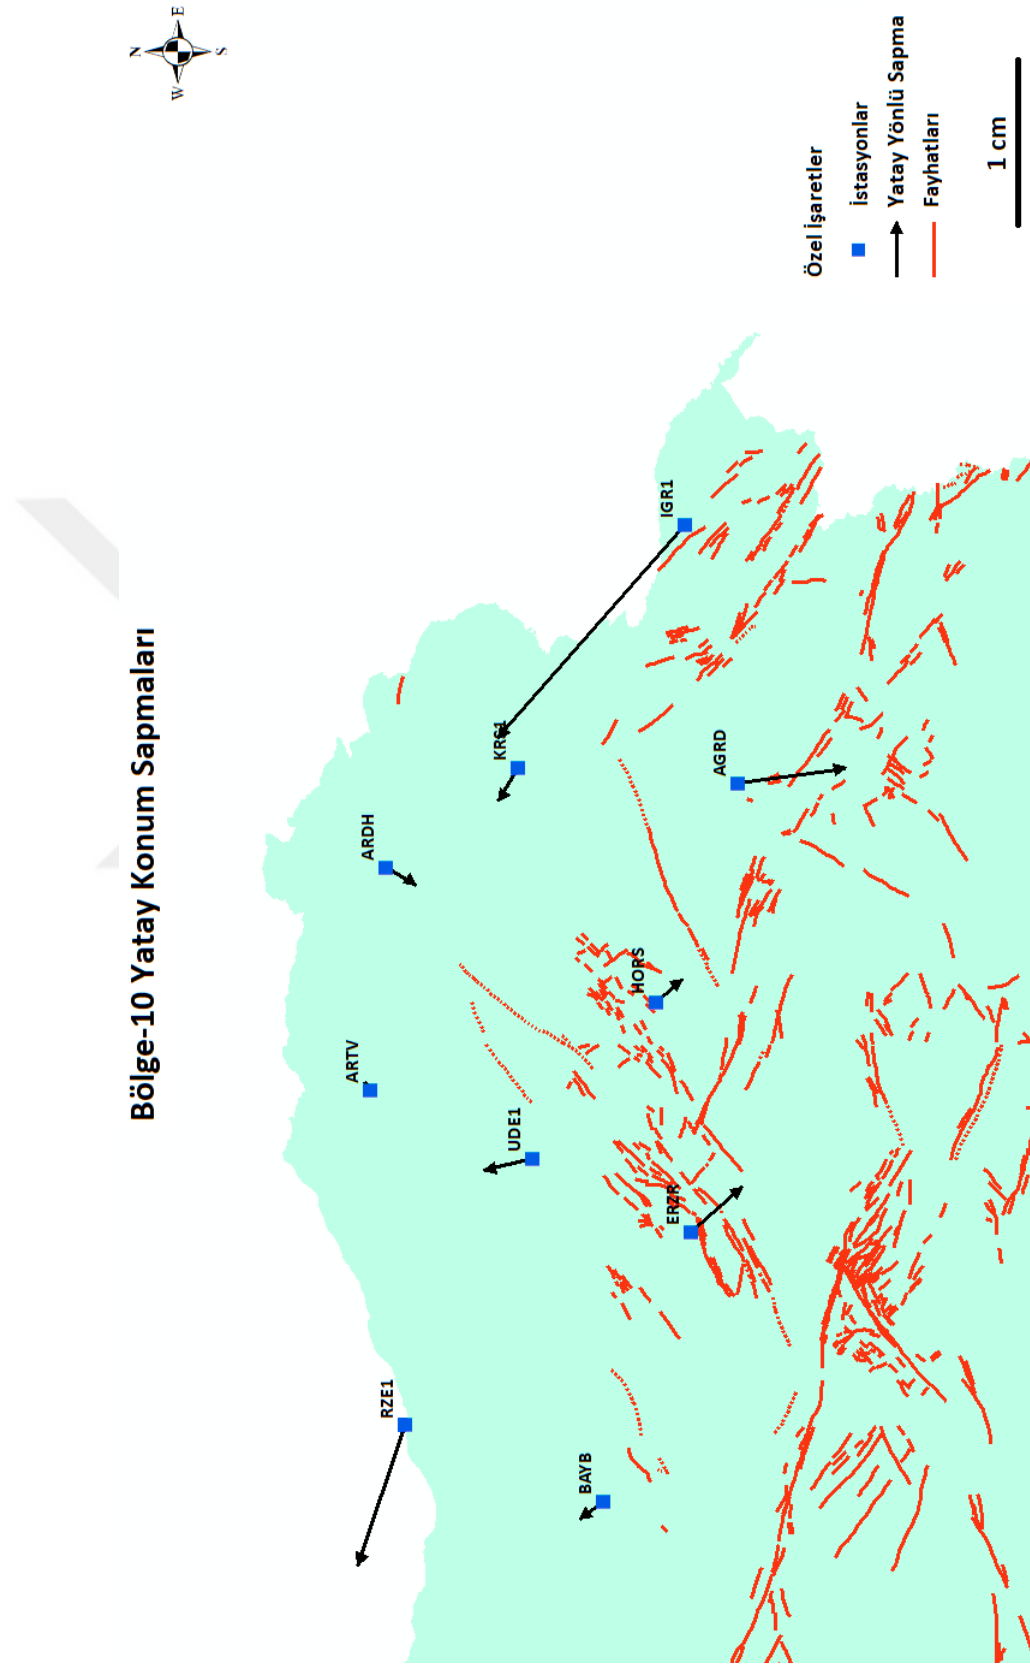 Bölge-10 Yatay Konum Sapmaları
N
E
W
S
RZE1
BAYB
ARTV
UDE1
ERZR
ARDH
HORS
KRS1
AGRD
IGR1
Özel İşaretler
İstasyonlar
Yatay Yönlü Sapma
Fayhatları
1 cm